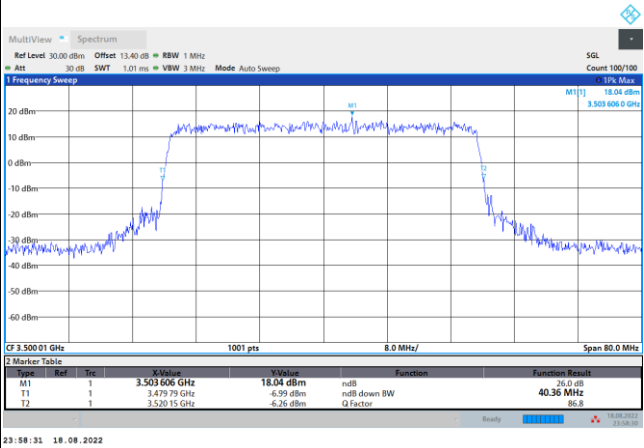 MultiView Spectrum
Ref Level 30.00 dBm Offset 13.40 dB RBW 1 MHz SGL
Att 30 dB SWT 1.01 ms VBW 3 MHz Mode Auto Sweep Count 100/100
1 Frequency Sweep 1Pk Max
M1[1] 18.04 dBm
3.503 606 0 GHz
M1
20 dBm
10 dBm
0 dBm
T1 T2
-10 dBm
-20 dBm
-30 dBm
-40 dBm
-50 dBm
-60 dBm
CF 3.500 01 GHz 1001 pts 8.0 MHz/ Span 80.0 MHz
2 Marker Table
Type Ref Trc X-Value Y-Value Function Function Result
M1 1 3.503 606 GHz 18.04 dBm ndB 26.0 dB
T1 1 3.479 79 GHz -6.99 dBm ndB down BW 40.36 MHz
T2 1 3.520 15 GHz -6.26 dBm Q Factor 86.8
Ready 18.08.2022
23:58:30
23:58:31 18.08.2022